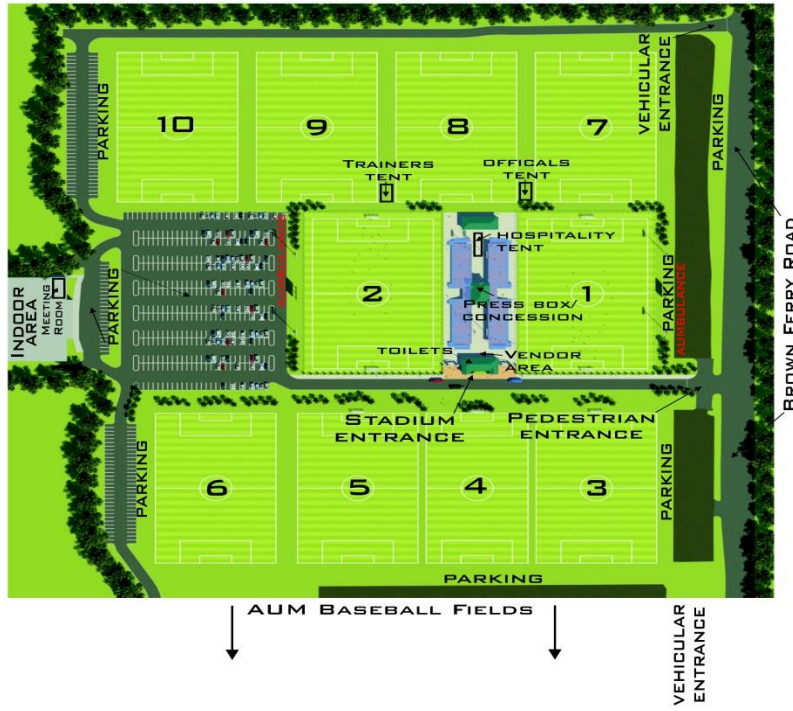 VEHICULAR
ENTRANCE
PARKING
10
9
8
7
PARKING
TRAINERS
TENT
OFFICALS
TENT
HOSPITALITY
TENT
BROWN FERRY ROAD
INDOOR
AREA
MEETING
ROOM
PARKING
2
1
PRESS BOX/
CONCESSION
PARKING
AUMBULANCE
TOILETS
VENDOR
AREA
STADIUM
ENTRANCE
PEDESTRIAN
ENTRANCE
PARKING
6
5
4
3
PARKING
PARKING
AUM BASEBALL FIELDS
VEHICULAR
ENTRANCE